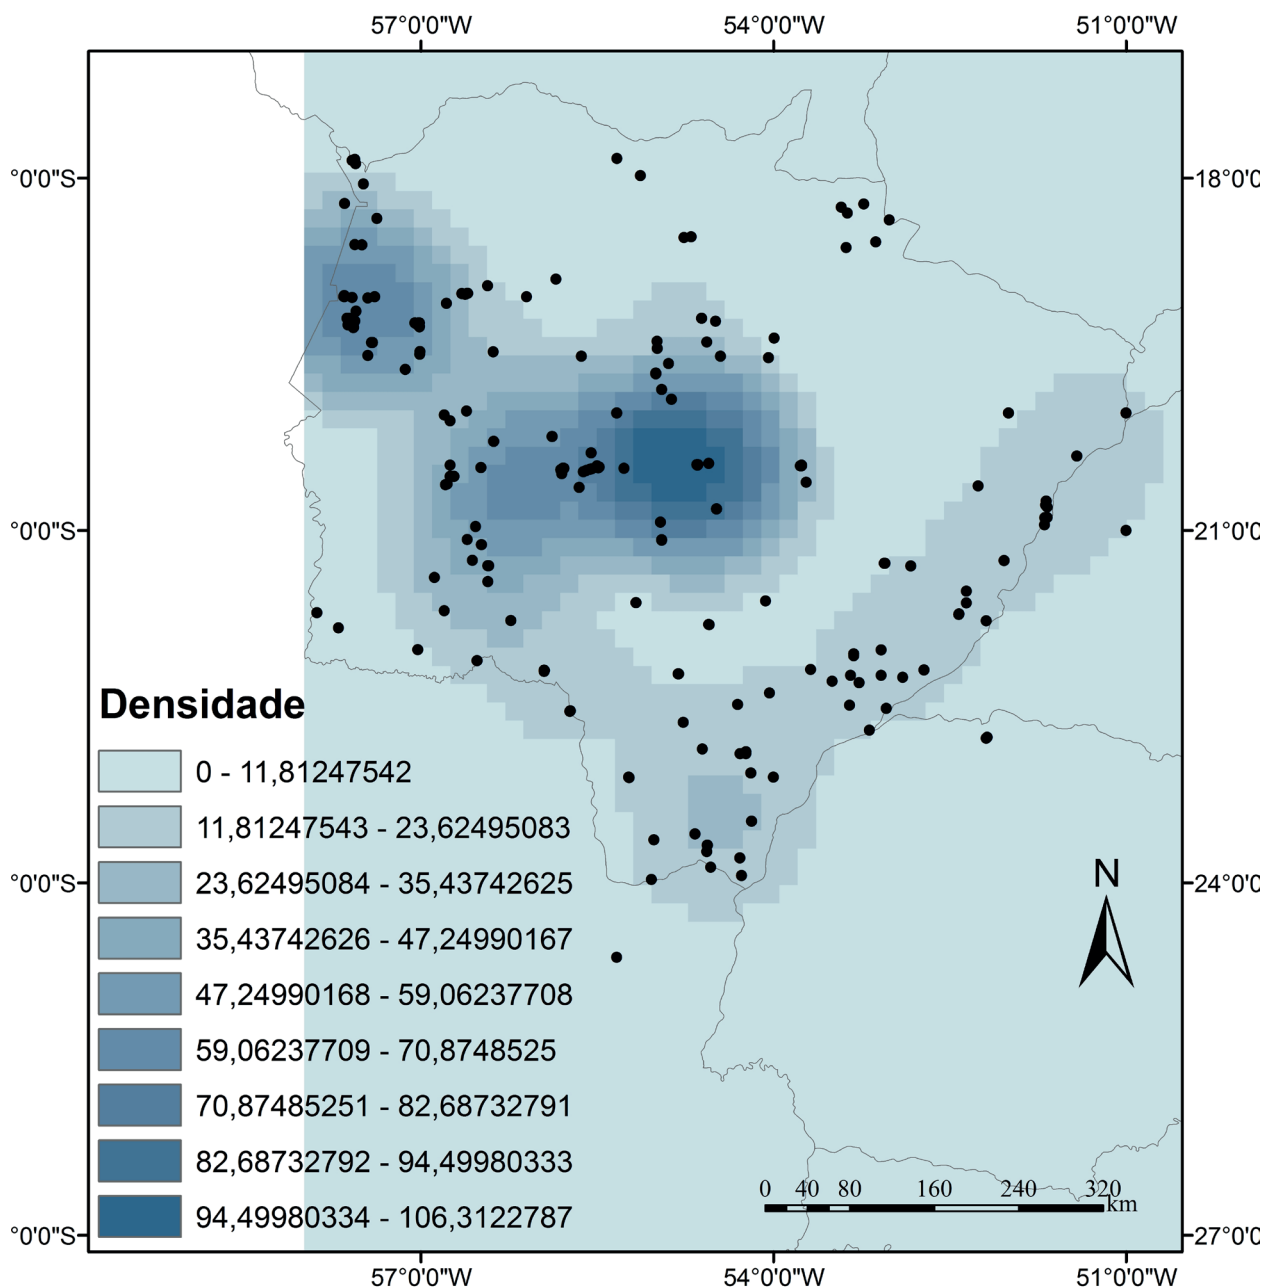 57°0'0"W 54°0'0"W 51°0'0"W
°0'0"S 18°0'0
°0'0"S 21°0'0
Densidade
0 - 11,81247542
11,81247543 - 23,62495083
23,62495084 - 35,43742625
°0'0"S 24°0'0
N
35,43742626 - 47,24990167
47,24990168 - 59,06237708
59,06237709 - 70,8748525
70,87485251 - 82,68732791
82,68732792 - 94,49980333
0 40 80 160 240 320
km
94,49980334 - 106,3122787
°0'0"S 27°0'0
57°0'0"W 54°0'0"W 51°0'0"W